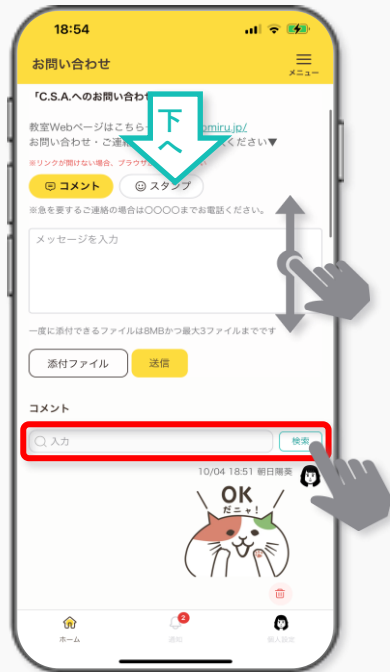 18:54
お問い合わせ
メニュー
「C.S.A.へのお問い合わ
教室Webページはこちら
omiru.jp/
お問い合わせ・ご連
ください▼
※リンクが開けない場合、ブラウザ
下へ
コメント
スタンプ
※急を要するご連絡の場合は〇〇〇〇までお電話ください。
メッセージを入力
一度に添付できるファイルは8MBかつ最大3ファイルまでです
添付ファイル
送信
コメント
入力
検索
10/04 18:51 朝日陽葵
OK
だニャ!
2
ホーム
通知
個人設定